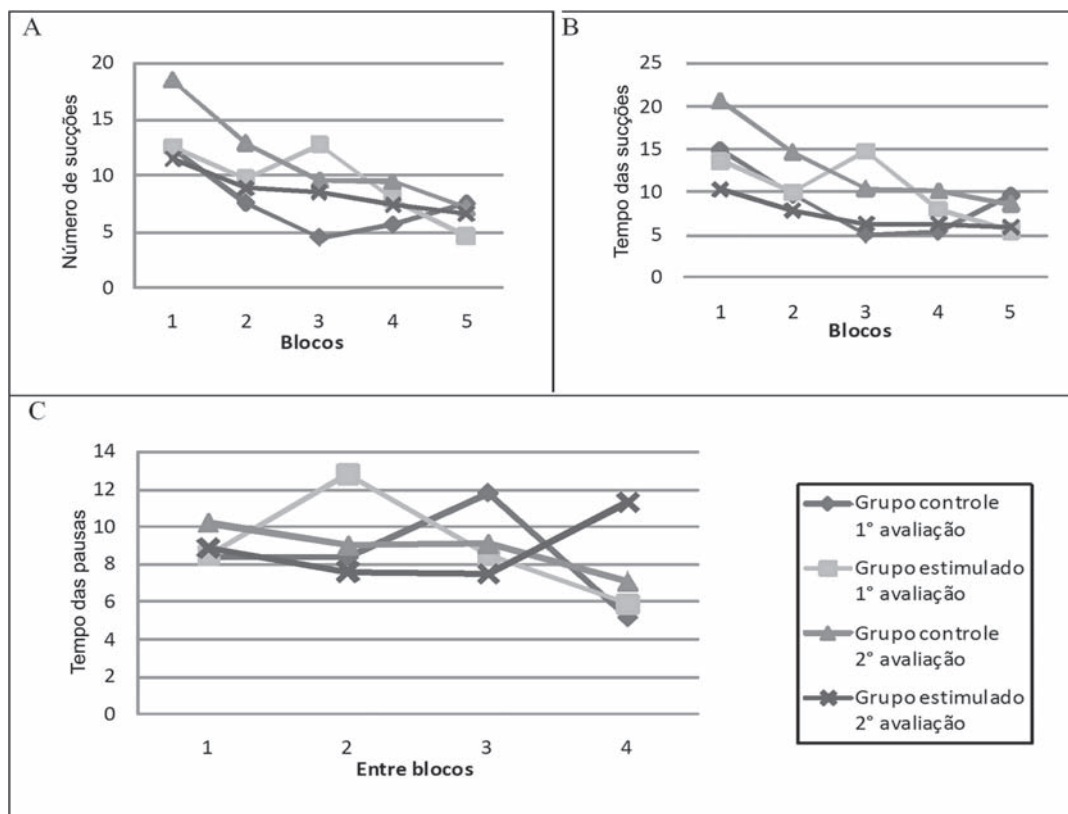 A
Número de sucções
20
15
10
5
0
1 2 3 4 5
Blocos
B
Tempo das sucções
25
20
15
10
5
0
1 2 3 4 5
Blocos
C
Tempo das pausas
14
12
10
8
6
4
2
0
1 2 3 4
Entre blocos
Grupo controle
1° avaliação
Grupo estimulado
1° avaliação
Grupo controle
2° avaliação
Grupo estimulado
2° avaliação